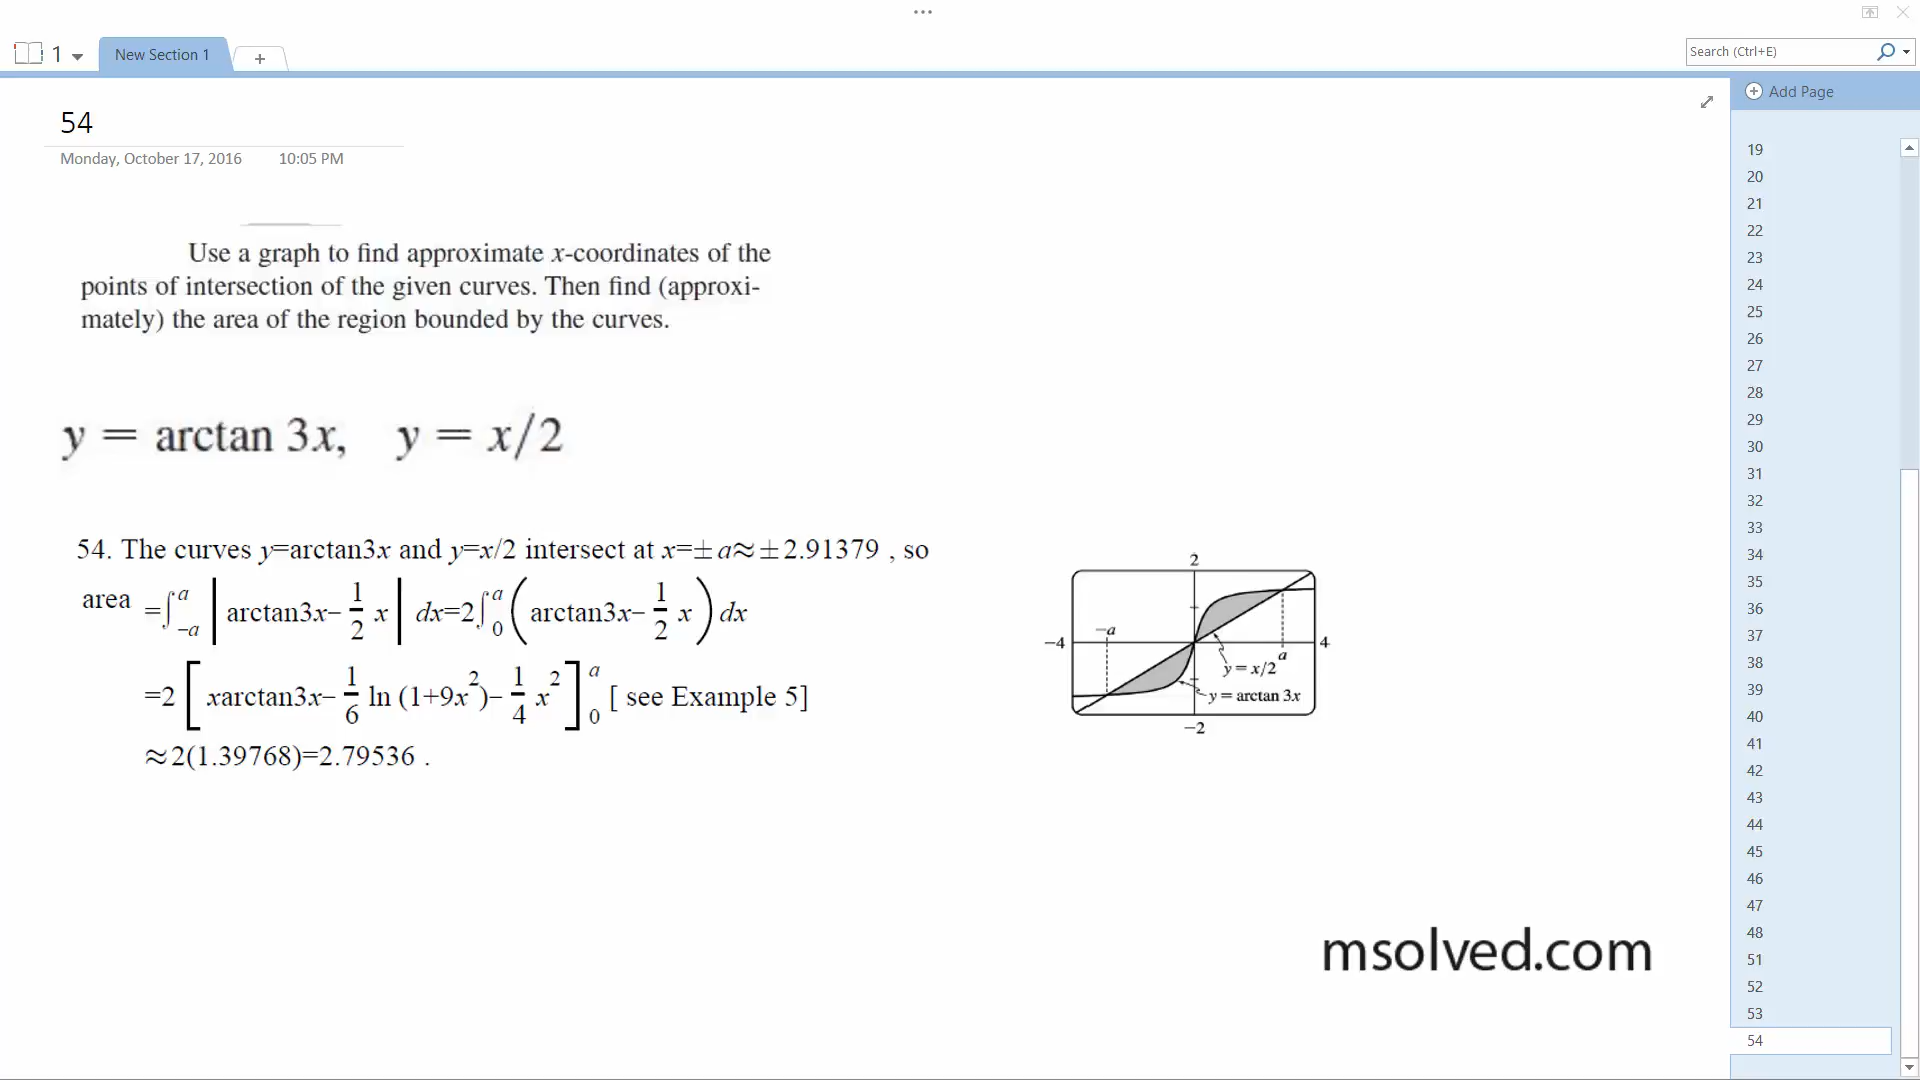 ...
1
New Section 1
+
Search (Ctrl+E)
Add Page
54
Monday, October 17, 2016 10:05 PM
Use a graph to find approximate x-coordinates of the
points of intersection of the given curves. Then find (approxi-
mately) the area of the region bounded by the curves.
y = arctan 3x, y = x/2
54. The curves y=arctan3x and y=x/2 intersect at x=±a≈±2.91379 , so
area =∫_{-a}^{a} | arctan3x– 1/2 x | dx=2∫_0^a ( arctan3x– 1/2 x ) dx
=2 [ xarctan3x– 1/6 ln (1+9x^2)– 1/4 x^2 ]_0^a [ see Example 5]
≈2(1.39768)=2.79536 .
2
-a
-4
4
a
y = x/2
y = arctan 3x
-2
msolved.com
19
20
21
22
23
24
25
26
27
28
29
30
31
32
33
34
35
36
37
38
39
40
41
42
43
44
45
46
47
48
51
52
53
54